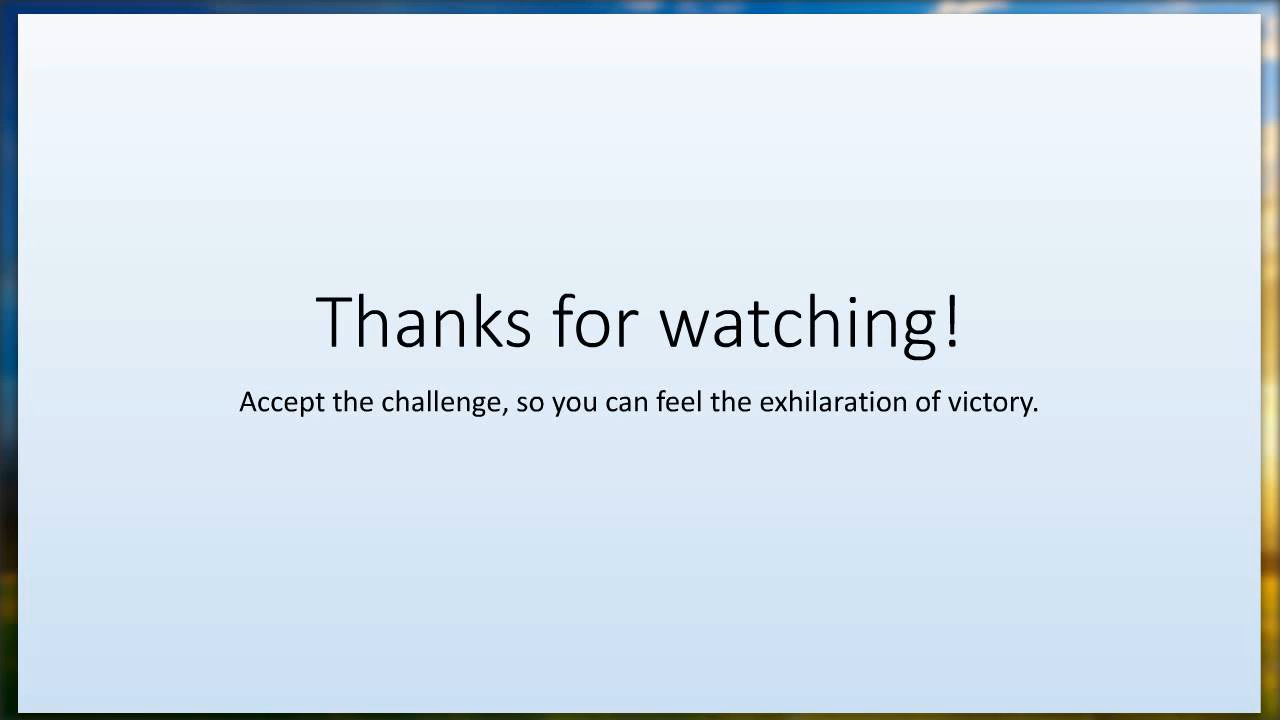 Thanks for watching!
Accept the challenge, so you can feel the exhilaration of victory.